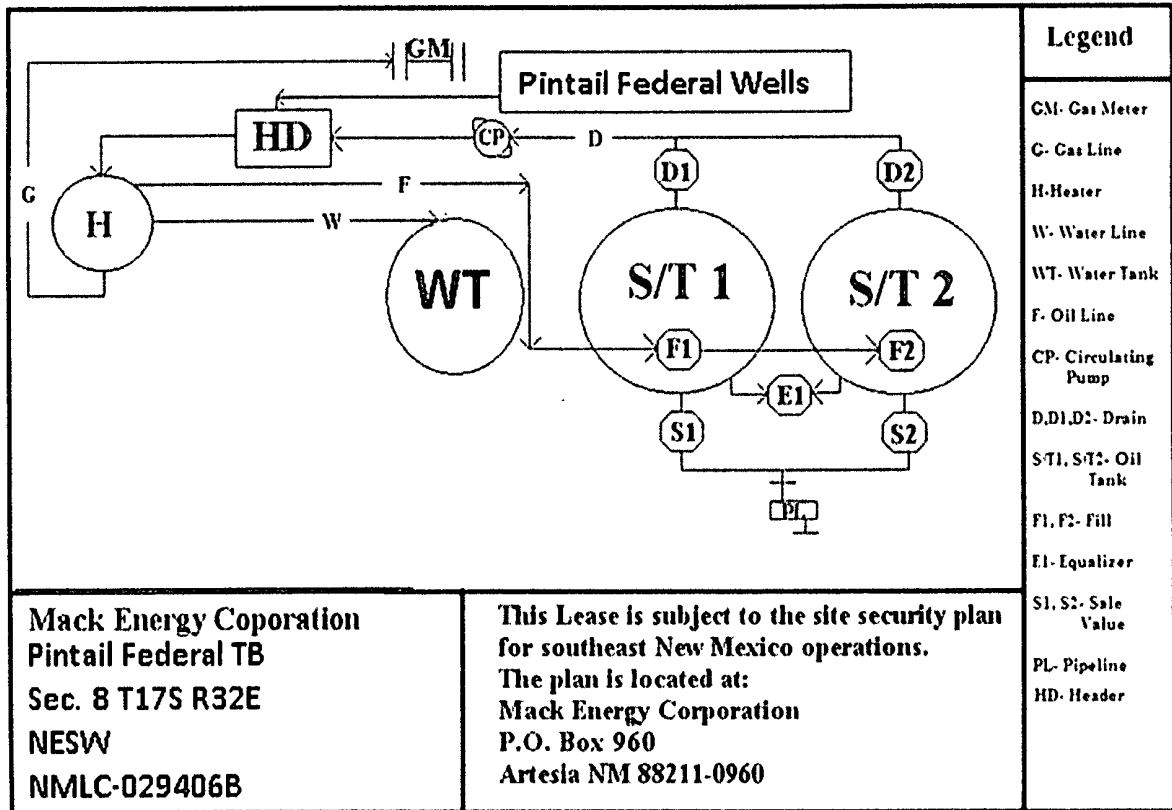 GM
Pintail Federal Wells
HD
CP
D
D1
D2
G
F
H
W
WT
S/T 1
S/T 2
F1
F2
E1
S1
S2
PL
Legend
GM- Gas Meter
G- Gas Line
H-Heater
W- Water Line
WT- Water Tank
F- Oil Line
CP- Circulating
Pump
D,D1,D2- Drain
S/T1, S/T2- Oil
Tank
F1, F2- Fill
E1- Equalizer
S1, S2- Sale
Value
PL- Pipeline
HD- Header
Mack Energy Coporation
Pintail Federal TB
Sec. 8 T17S R32E
NESW
NMLC-029406B
This Lease is subject to the site security plan
for southeast New Mexico operations.
The plan is located at:
Mack Energy Corporation
P.O. Box 960
Artesia NM 88211-0960